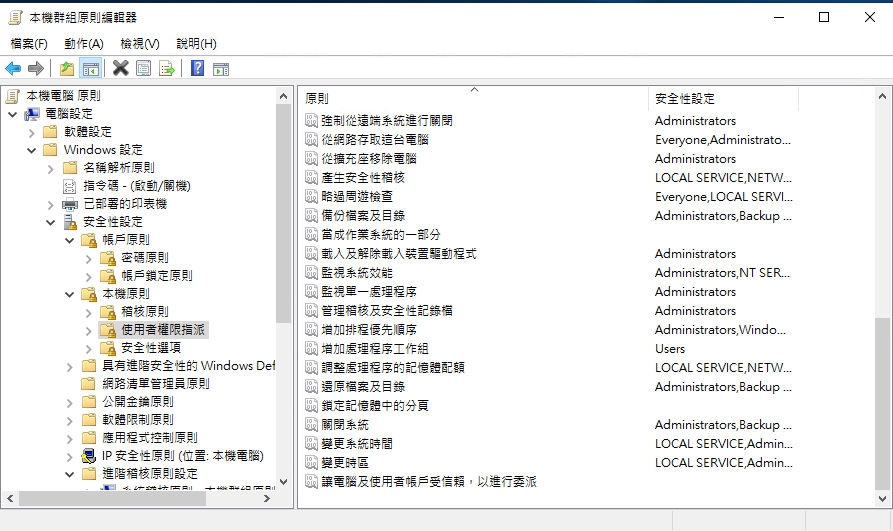 本機群組原則編輯器
檔案(F) 動作(A) 檢視(V) 說明(H)
本機電腦 原則
電腦設定
軟體設定
Windows 設定
名稱解析原則
指令碼 - (啟動/關機)
已部署的印表機
安全性設定
帳戶原則
密碼原則
帳戶鎖定原則
本機原則
稽核原則
使用者權限指派
安全性選項
具有進階安全性的 Windows Def
網路清單管理員原則
公開金鑰原則
軟體限制原則
應用程式控制原則
IP 安全性原則 (位置: 本機電腦)
進階稽核原則設定
系統稽核原則 - 本機群組原則
原則 安全性設定
強制從遠端系統進行關閉 Administrators
從網路存取這台電腦 Everyone,Administrato...
從擴充座移除電腦 Administrators
產生安全性稽核 LOCAL SERVICE,NETW...
略過周遊檢查 Everyone,LOCAL SERVI...
備份檔案及目錄 Administrators,Backup ...
當成作業系統的一部分
載入及解除載入裝置驅動程式 Administrators
監視系統效能 Administrators,NT SER...
監視單一處理程序 Administrators
管理稽核及安全性記錄檔 Administrators
增加排程優先順序 Administrators,Windo...
增加處理程序工作組 Users
調整處理程序的記憶體配額 LOCAL SERVICE,NETW...
還原檔案及目錄 Administrators,Backup ...
鎖定記憶體中的分頁
關閉系統 Administrators,Backup ...
變更系統時間 LOCAL SERVICE,Admin...
變更時區 LOCAL SERVICE,Admin...
讓電腦及使用者帳戶受信賴，以進行委派